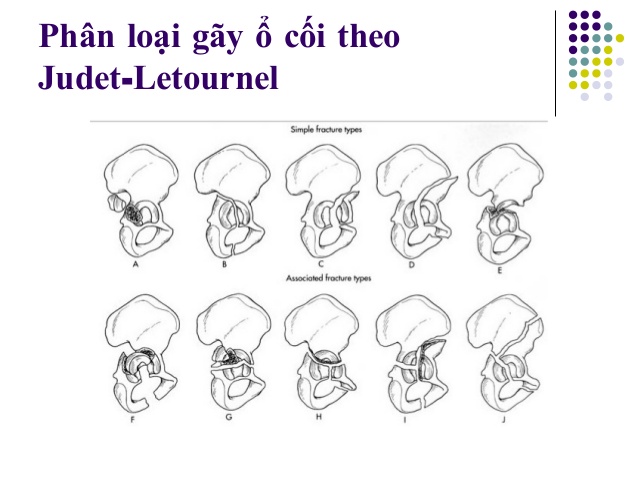 Phân loại gãy ổ cối theo
Judet-Letournel
Simple fracture types
A B C D E
Associated fracture types
F G H I J